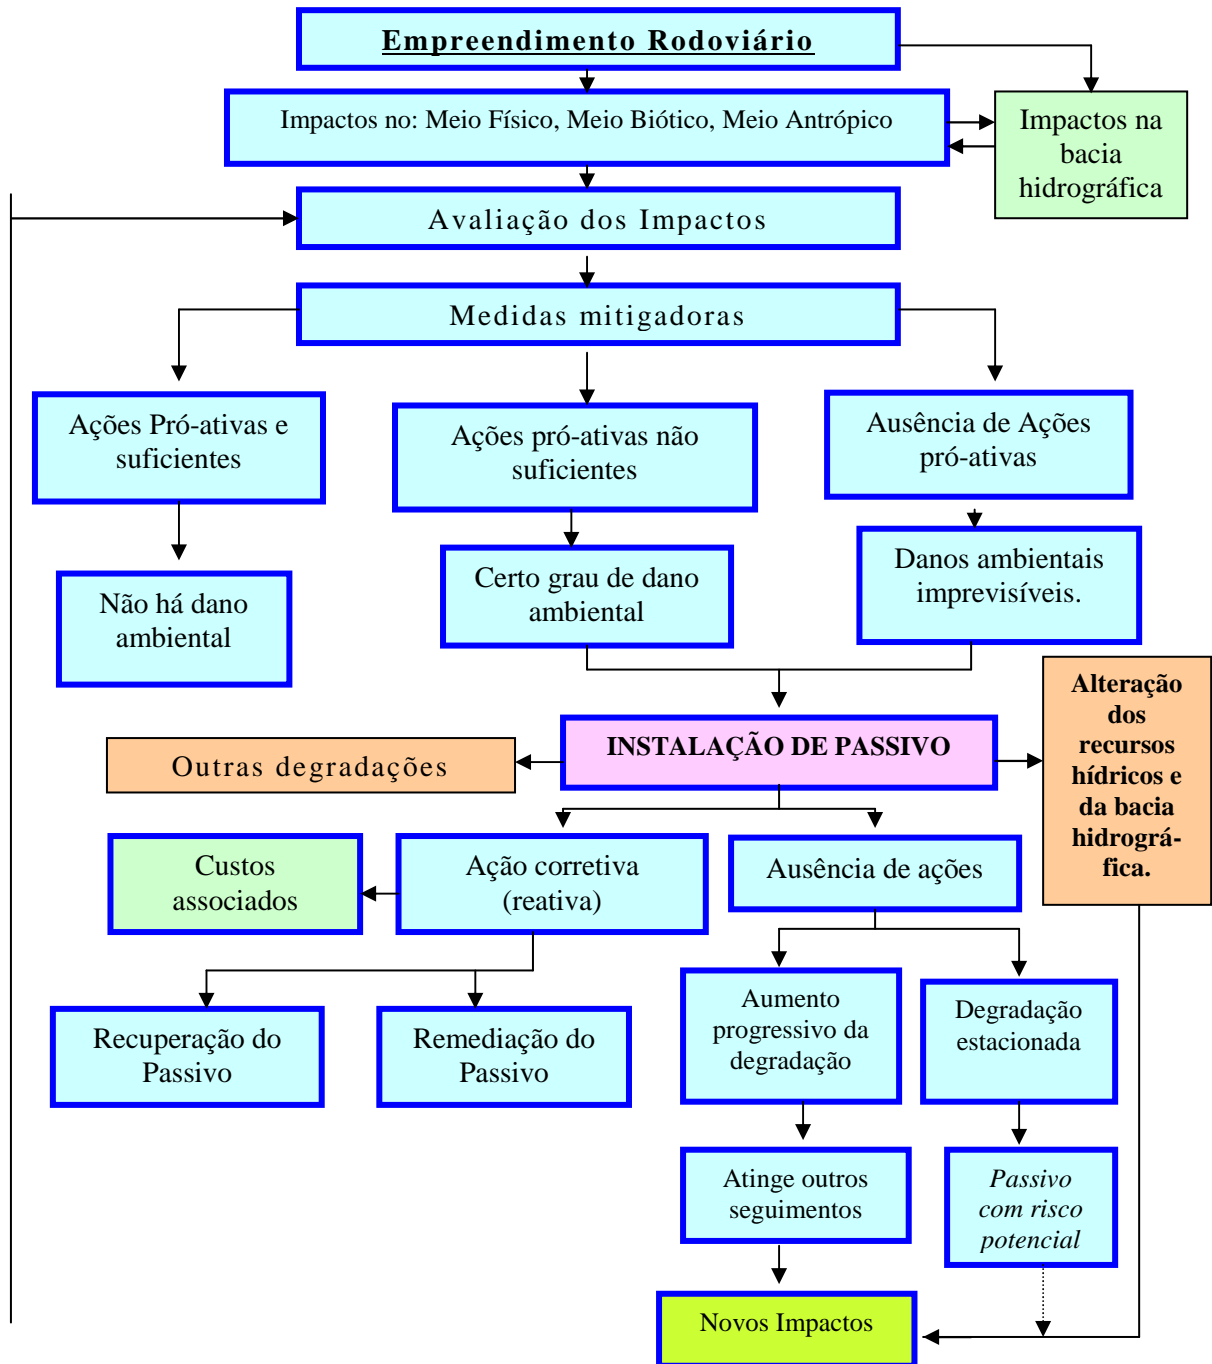 Empreendimento Rodoviário
Impactos no: Meio Físico, Meio Biótico, Meio Antrópico
Impactos na
bacia
hidrográfica
Avaliação dos Impactos
Medidas mitigadoras
Ações Pró-ativas e
suficientes
Ações pró-ativas não
suficientes
Ausência de Ações
pró-ativas
Não há dano
ambiental
Certo grau de dano
ambiental
Danos ambientais
imprevisíveis.
Alteração
dos
recursos
hídricos e
da bacia
hidrográ-
fica.
INSTALAÇÃO DE PASSIVO
Outras degradações
Custos
associados
Ação corretiva
(reativa)
Ausência de ações
Recuperação do
Passivo
Remediação do
Passivo
Aumento
progressivo da
degradação
Degradação
estacionada
Atinge outros
seguimentos
Passivo
com risco
potencial
Novos Impactos